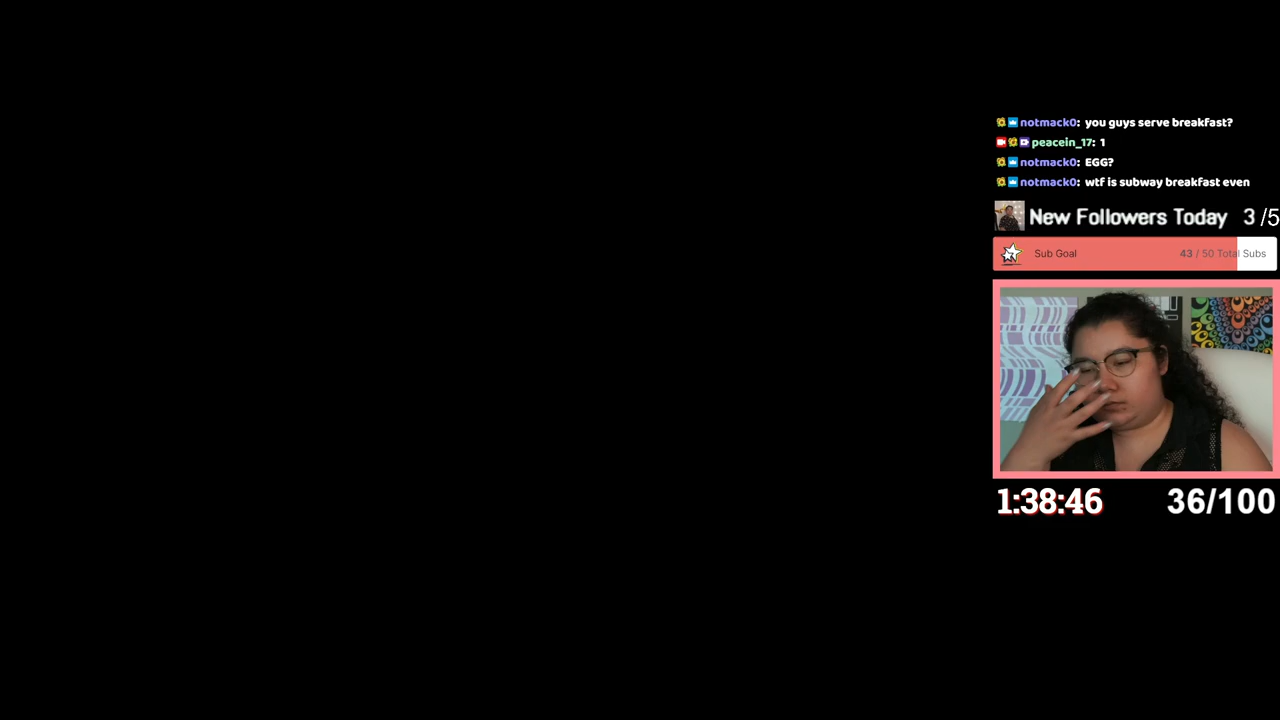 notmack0: you guys serve breakfast?
peacein_17: 1
notmack0: EGG?
notmack0: wtf is subway breakfast even
New Followers Today 3 /5
Sub Goal 43 / 50 Total Subs
1:38:46 36/100